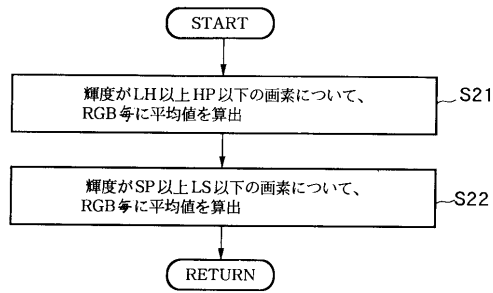 START
輝度がLH以上HP以下の画素について、
RGB毎に平均値を算出
S21
輝度がSP以上LS以下の画素について、
RGB毎に平均値を算出
S22
RETURN